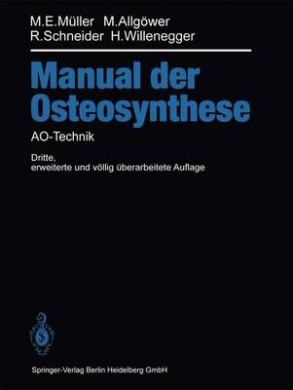 M.E.Müller M.Allgöwer
R.Schneider H.Willenegger
Manual der
Osteosynthese
AO-Technik
Dritte,
erweiterte und völlig überarbeitete Auflage
Springer-Verlag Berlin Heidelberg GmbH